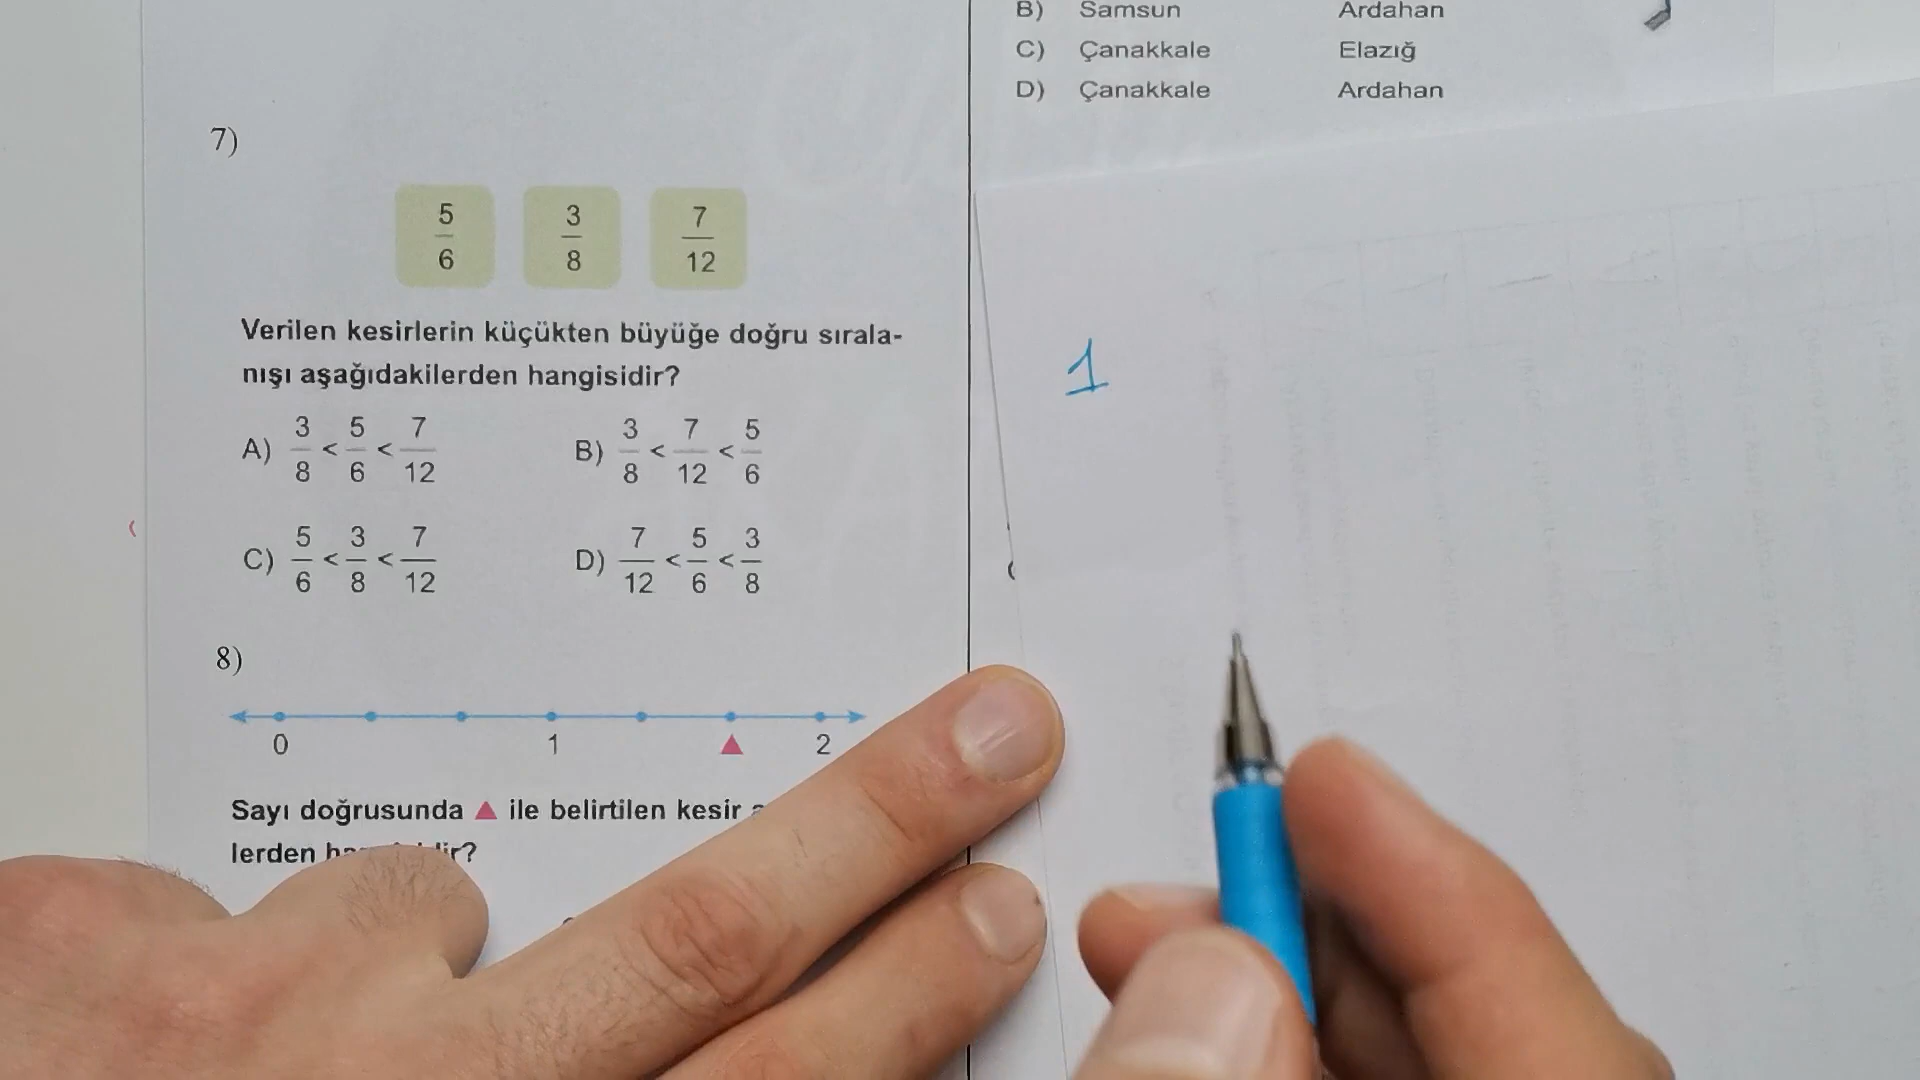 B) Samsun Ardahan
C) Çanakkale Elazığ
D) Çanakkale Ardahan
7)
5/6 3/8 7/12
Verilen kesirlerin küçükten büyüğe doğru sırala-
nışı aşağıdakilerden hangisidir?
A) 3/8 < 5/6 < 7/12 B) 3/8 < 7/12 < 5/6
C) 5/6 < 3/8 < 7/12 D) 7/12 < 5/6 < 3/8
1
8)
0 1 ▲ 2
Sayı doğrusunda ▲ ile belirtilen kesir
lerden